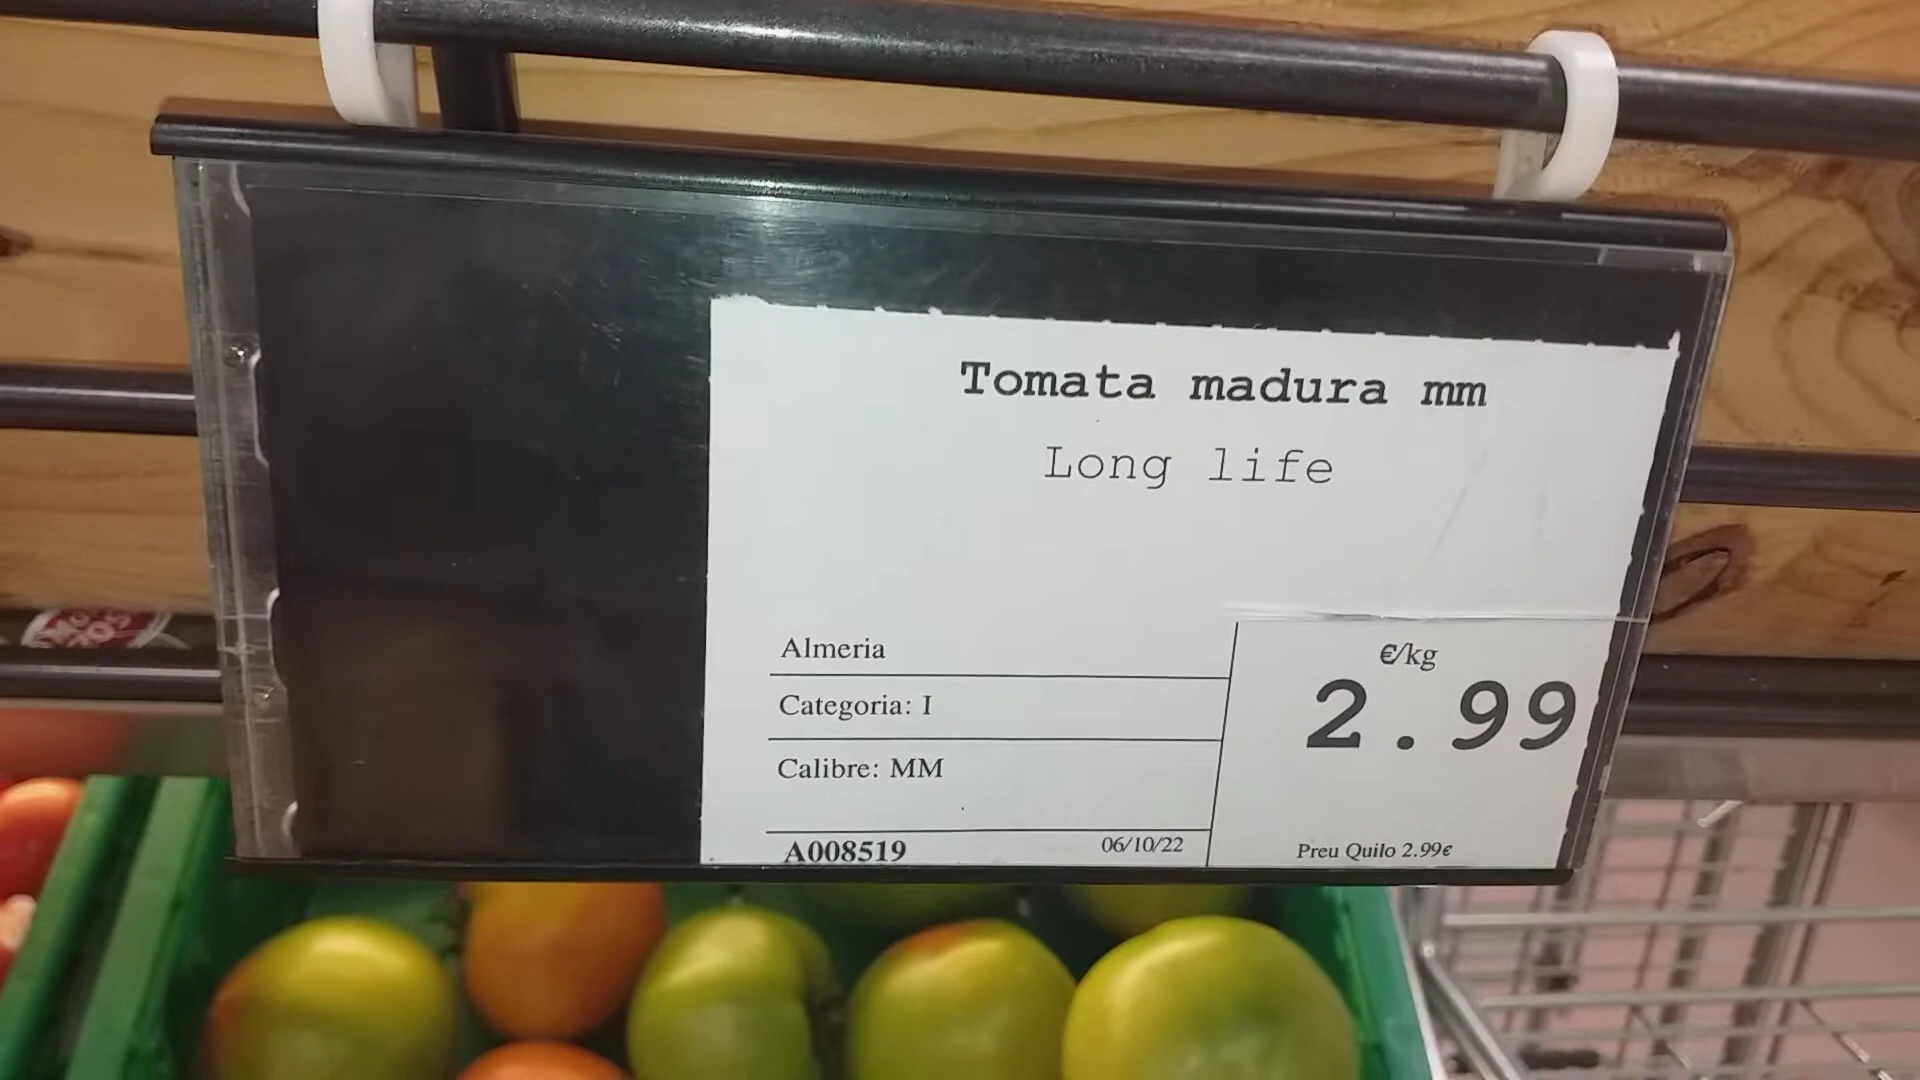 Tomata madura mm
Long life
Almeria
Categoria: I
Calibre: MM
A008519
06/10/22
€/kg
2.99
Preu Quilo 2.99€